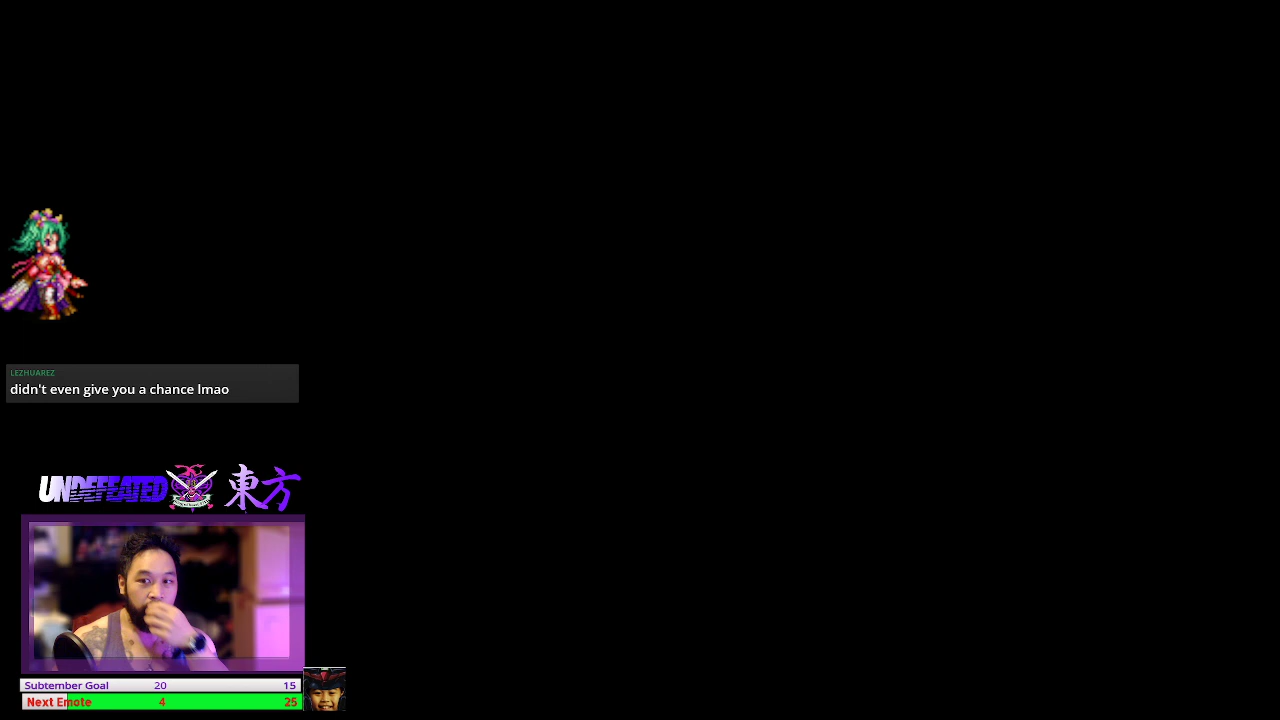 LEZHUAREZ
didn't even give you a chance lmao
UNDEFEATED 東方
Subtember Goal 20 15
Next Emote 4 25